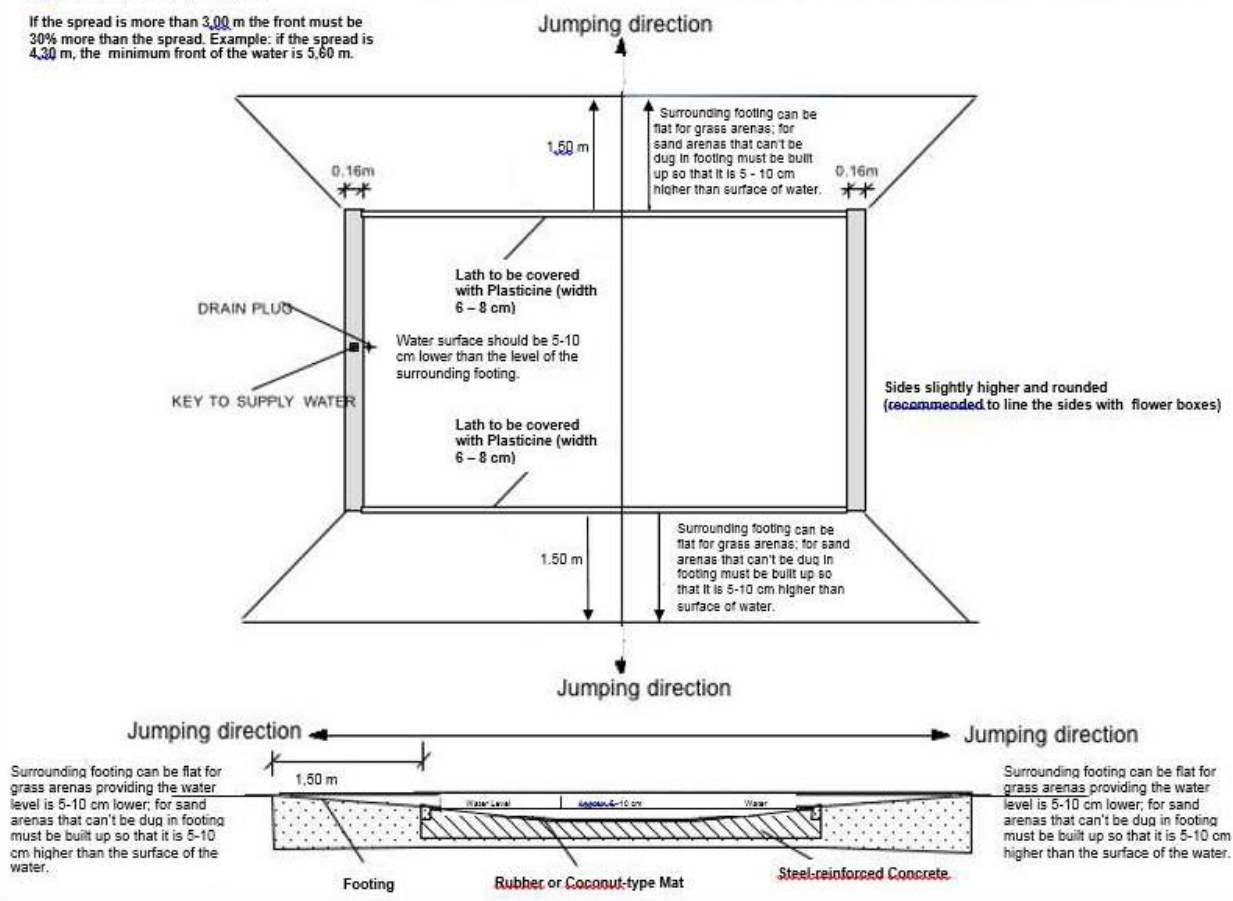 If the spread is more than 3,00 m the front must be
30% more than the spread. Example: if the spread is
4,30 m, the minimum front of the water is 5,60 m.
Jumping direction
1,50 m
Surrounding footing can be
flat for grass arenas; for
sand arenas that can't be
dug in footing must be built
up so that it is 5 - 10 cm
higher than surface of water.
0,16m
0,16m
Lath to be covered
with Plasticine (width
6 – 8 cm)
DRAIN PLUG
Water surface should be 5-10
cm lower than the level of the
surrounding footing.
KEY TO SUPPLY WATER
Sides slightly higher and rounded
(recommended to line the sides with flower boxes)
Lath to be covered
with Plasticine (width
6 – 8 cm)
1.50 m
Surrounding footing can be
flat for grass arenas; for sand
arenas that can't be dug in
footing must be built up so
that it is 5-10 cm higher than
surface of water.
Jumping direction
Jumping direction
Jumping direction
Surrounding footing can be flat for
grass arenas providing the water
level is 5-10 cm lower; for sand
arenas that can't be dug in footing
must be built up so that it is 5-10
cm higher than the surface of the
water.
1,50 m
Water Level
10 cm
Water
Surrounding footing can be flat for
grass arenas providing the water
level is 5-10 cm lower; for sand
arenas that can't be dug in footing
must be built up so that it is 5-10 cm
higher than the surface of the water.
Footing
Rubber or Coconut-type Mat
Steel-reinforced Concrete